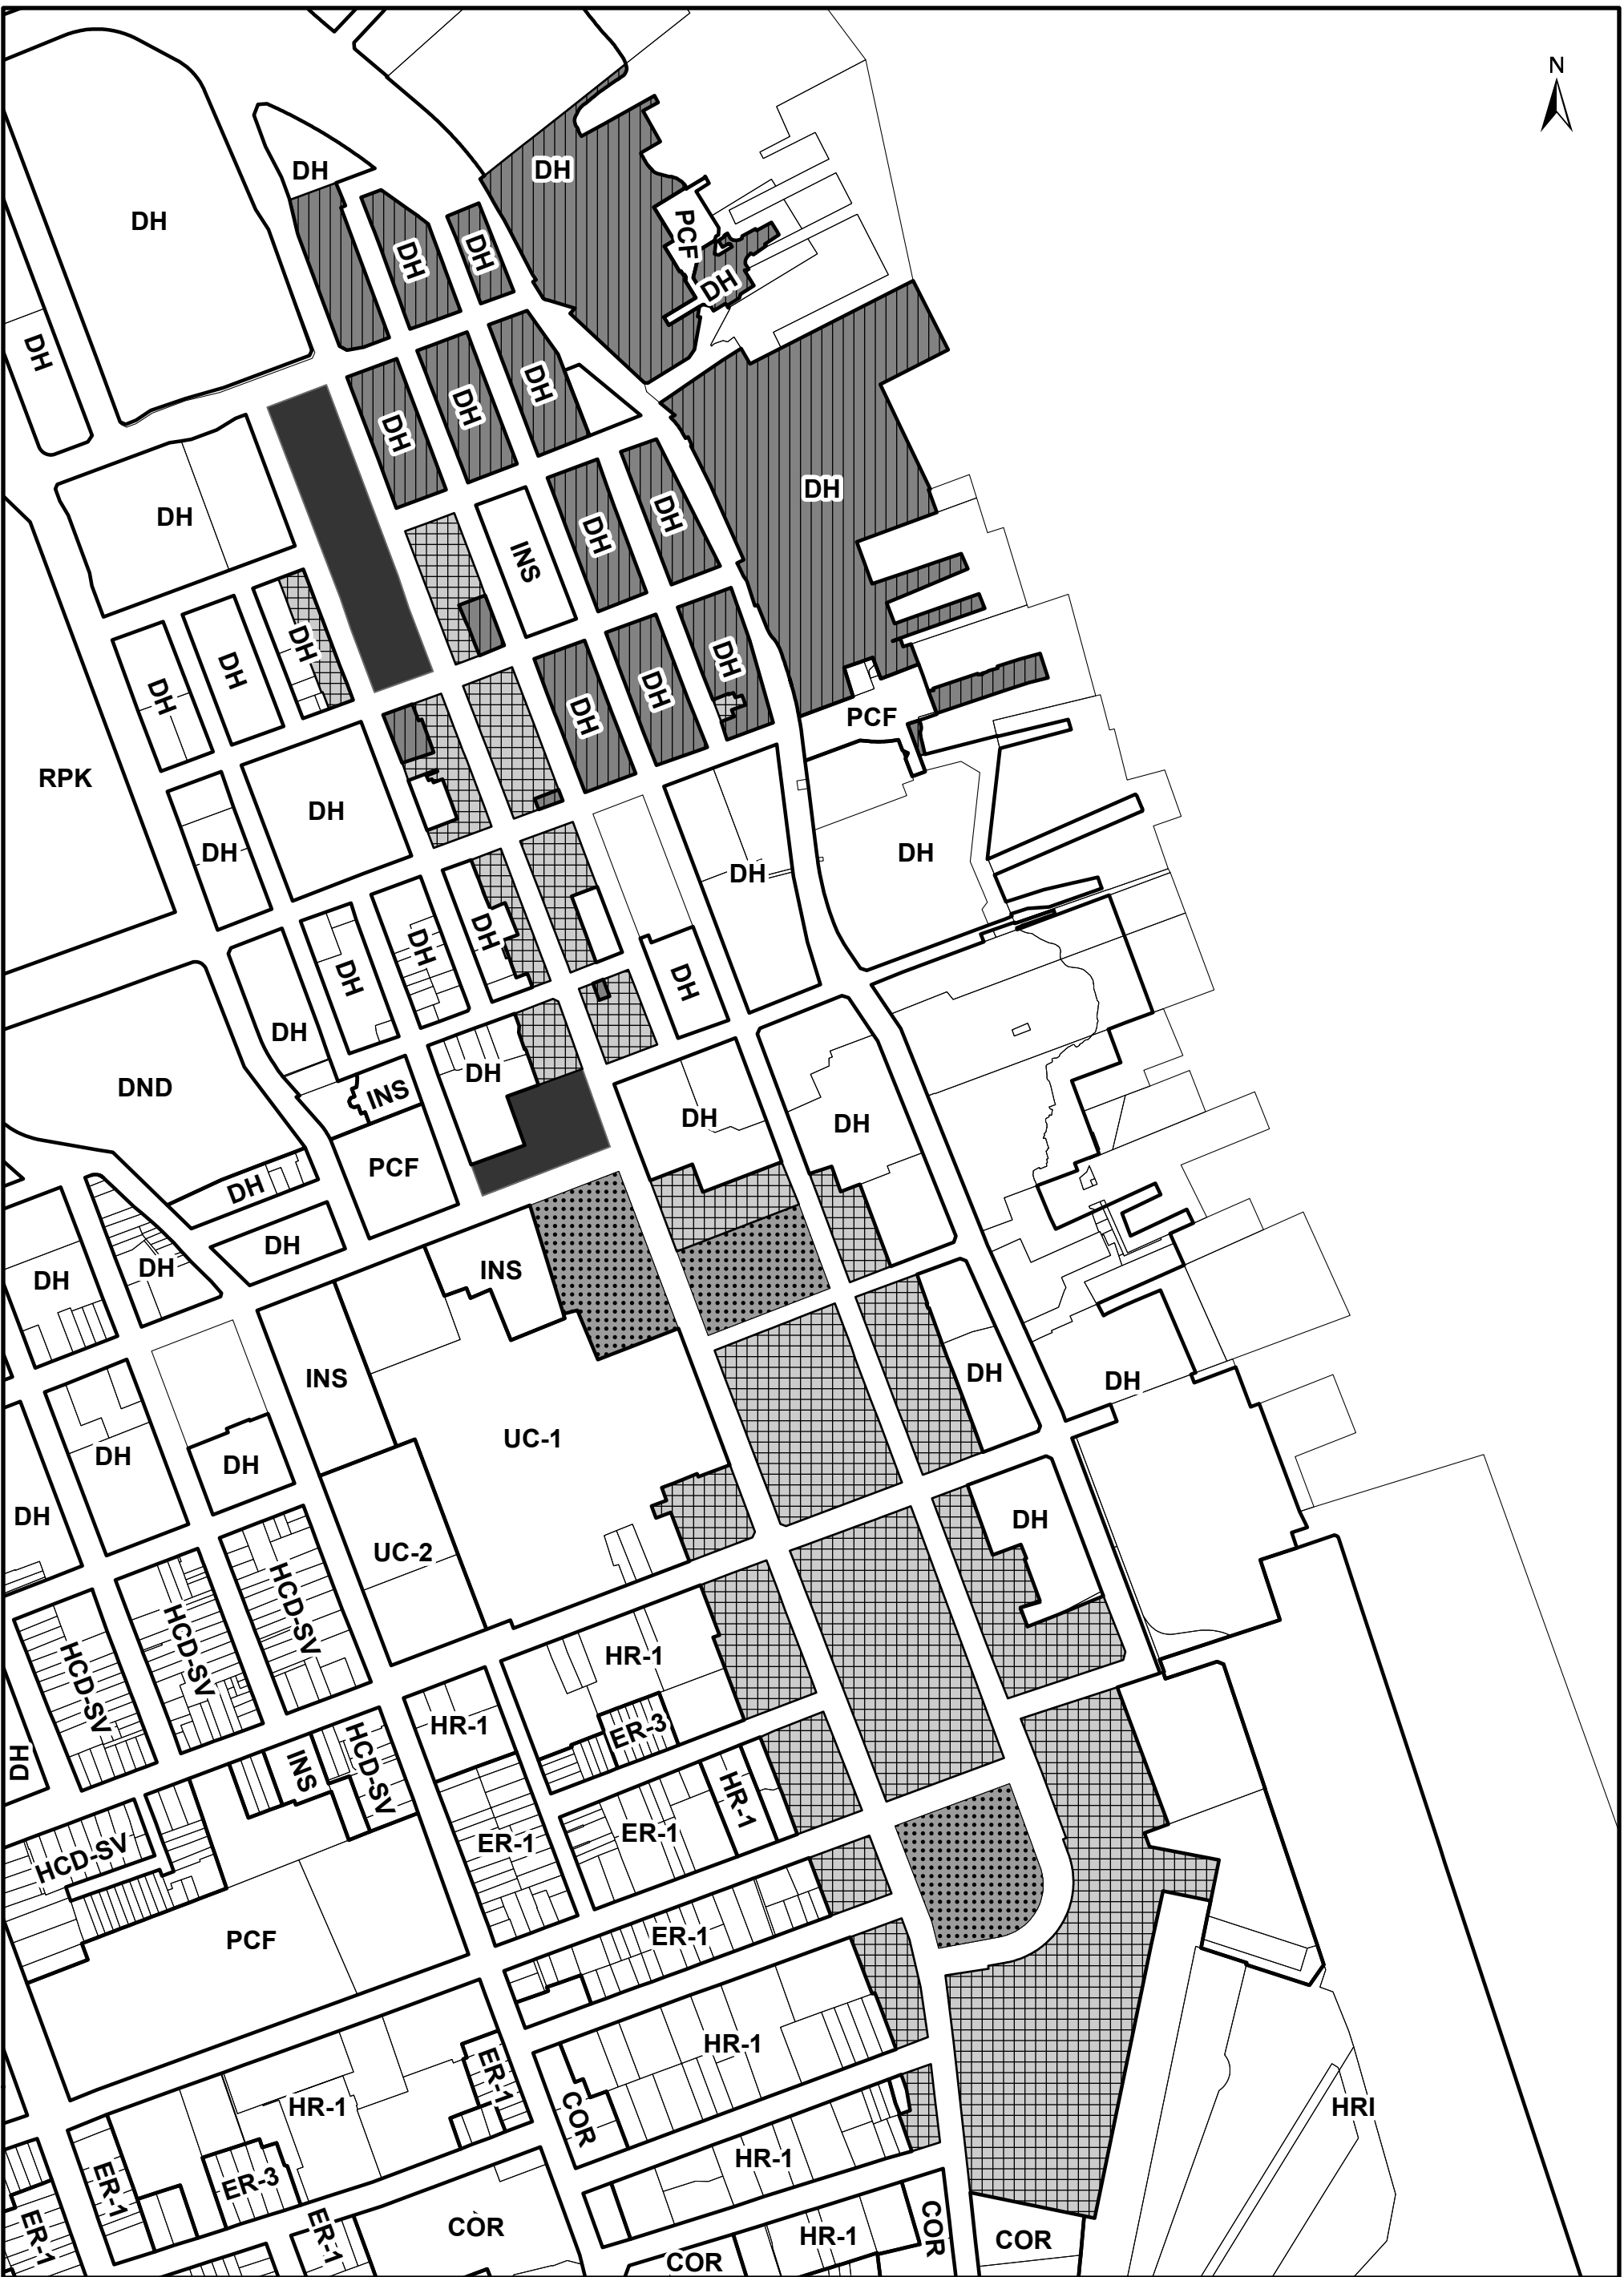 N
DH
DH
DH
DH
DH
PCF
DH
DH
DH
DH
DH
DH
DH
DH
DH
INS
DH
DH
DH
DH
DH
DH
DH
DH
PCF
RPK
DH
DH
DH
DH
DH
DH
DH
DH
DH
DH
DND
INS
DH
DH
DH
PCF
DH
DH
DH
DH
INS
INS
DH
DH
UC-1
DH
DH
DH
DH
UC-2
HCD-SV
HCD-SV
HCD-SV
HR-1
HR-1
ER-3
DH
INS
HCD-SV
HR-1
ER-1
ER-1
HCD-SV
PCF
ER-1
HR-1
ER-1
COR
HR-1
HRI
HR-1
ER-1
ER-3
ER-1
ER-1
COR
HR-1
COR
COR
COR